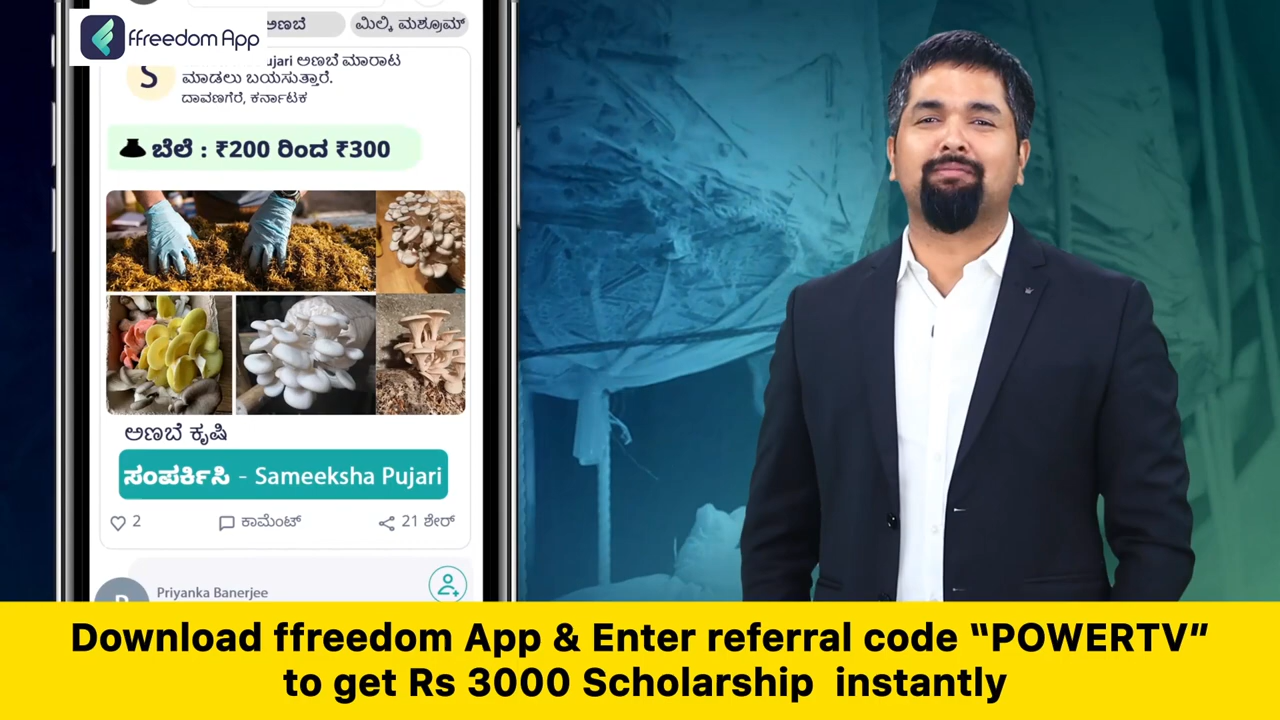 ಅಣಬೆ
ಮಿಲ್ಕಿ ಮಶ್ರೂಮ್
ffreedom App
S
ujari ಅಣಬೆ ಮಾರಾಟ
ಮಾಡಲು ಬಯಸುತ್ತಾರೆ.
ದಾವಣಗೆರೆ, ಕರ್ನಾಟಕ
ಬೆಲೆ : ₹200 ರಿಂದ ₹300
ಅಣಬೆ ಕೃಷಿ
ಸಂಪರ್ಕಿಸಿ - Sameeksha Pujari
2 ಕಾಮೆಂಟ್ 21 ಶೇರ್
Priyanka Banerjee
Download ffreedom App & Enter referral code “POWERTV”
to get Rs 3000 Scholarship instantly